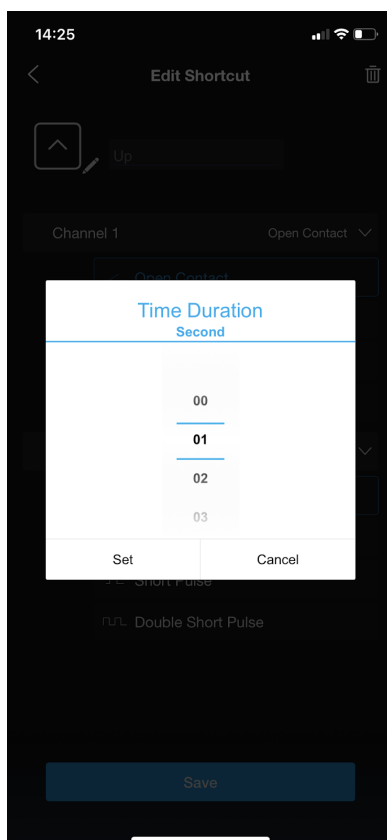 14:25
Edit Shortcut
Up
Channel 1 Open Contact
Open Contact
Time Duration
Second
00
01
02
03
Set Cancel
Short Pulse
Double Short Pulse
Save